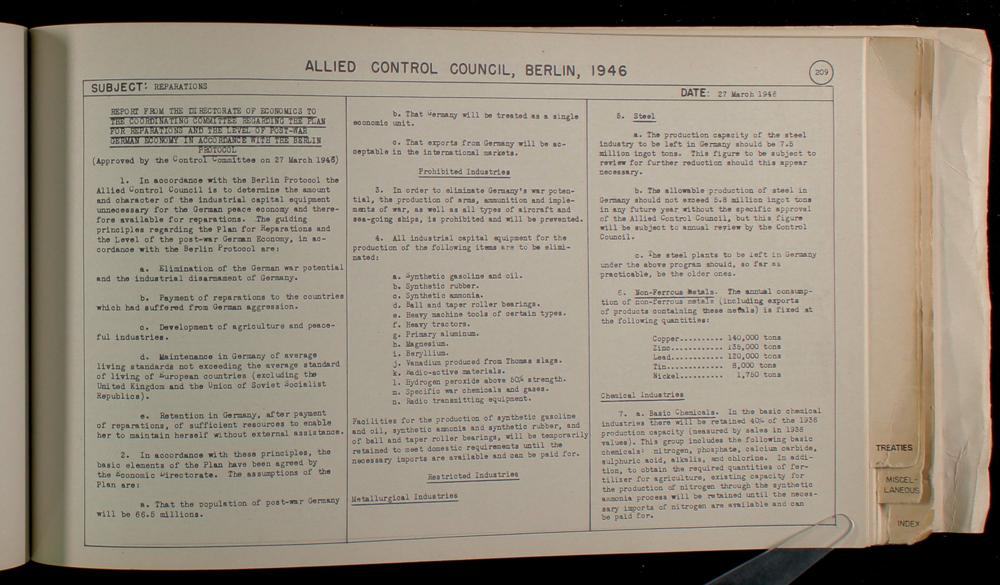 ALLIED CONTROL COUNCIL, BERLIN, 1946
209
SUBJECT: REPARATIONS
DATE: 27 March 1946
REPORT FROM THE DIRECTORATE OF ECONOMICS TO
THE COORDINATING COMMITTEE REGARDING THE PLAN
FOR REPARATIONS AND THE LEVEL OF POST-WAR
GERMAN ECONOMY IN ACCORDANCE WITH THE BERLIN
PROTOCOL
(Approved by the Control Committee on 27 March 1946)
1. In accordance with the Berlin Protocol the
Allied Control Council is to determine the amount
and character of the industrial capital equipment
unnecessary for the German peace economy and there-
fore available for reparations. The guiding
principles regarding the Plan for Reparations and
the Level of the post-war German Economy, in ac-
cordance with the Berlin Protocol are:
a. Elimination of the German war potential
and the industrial disarmament of Germany.
b. Payment of reparations to the countries
which had suffered from German aggression.
c. Development of agriculture and peace-
ful industries.
d. Maintenance in Germany of average
living standards not exceeding the average standard
of living of European countries (excluding the
United Kingdom and the Union of Soviet Socialist
Republics).
e. Retention in Germany, after payment
of reparations, of sufficient resources to enable
her to maintain herself without external assistance.
2. In accordance with these principles, the
basic elements of the Plan have been agreed by
the Economic Directorate. The assumptions of the
Plan are:
a. That the population of post-war Germany
will be 66.5 millions.
b. That Germany will be treated as a single
economic unit.
c. That exports from Germany will be ac-
ceptable in the international markets.
Prohibited Industries
3. In order to eliminate Germany's war poten-
tial, the production of arms, ammunition and imple-
ments of war, as well as all types of aircraft and
sea-going ships, is prohibited and will be prevented.
4. All industrial capital equipment for the
production of the following items are to be elimi-
nated:
a. Synthetic gasoline and oil.
b. Synthetic rubber.
c. Synthetic ammonia.
d. Ball and taper roller bearings.
e. Heavy machine tools of certain types.
f. Heavy tractors.
g. Primary aluminum.
h. Magnesium.
i. Beryllium.
j. Vanadium produced from Thomas slags.
k. Radio-active materials.
l. Hydrogen peroxide above 50% strength.
m. Specific war chemicals and gases.
n. Radio transmitting equipment.
Facilities for the production of synthetic gasoline
and oil, synthetic ammonia and synthetic rubber, and
of ball and taper roller bearings, will be temporarily
retained to meet domestic requirements until the
necessary imports are available and can be paid for.
Restricted Industries
Metallurgical Industries
5. Steel
a. The production capacity of the steel
industry to be left in Germany should be 7.5
million ingot tons. This figure to be subject to
review for further reduction should this appear
necessary.
b. The allowable production of steel in
Germany should not exceed 5.8 million ingot tons
in any future year without the specific approval
of the Allied Control Council, but this figure
will be subject to annual review by the Control
Council.
c. The steel plants to be left in Germany
under the above program should, so far as
practicable, be the older ones.
6. Non-Ferrous Metals. The annual consump-
tion of non-ferrous metals (including exports
of products containing these metals) is fixed at
the following quantities:
Copper.......... 140,000 tons
Zinc............ 135,000 tons
Lead............ 120,000 tons
Tin............. 8,000 tons
Nickel.......... 1,750 tons
Chemical Industries
7. a. Basic Chemicals. In the basic chemical
industries there will be retained 40% of the 1936
production capacity (measured by sales in 1936
values). This group includes the following basic
chemicals: nitrogen, phosphate, calcium carbide,
sulphuric acid, alkalis, and chlorine. In addi-
tion, to obtain the required quantities of fer-
tilizer for agriculture, existing capacity for
the production of nitrogen through the synthetic
ammonia process will be retained until the neces-
sary imports of nitrogen are available and can
be paid for.
TREATIES
MISCEL-
LANEOUS
INDEX